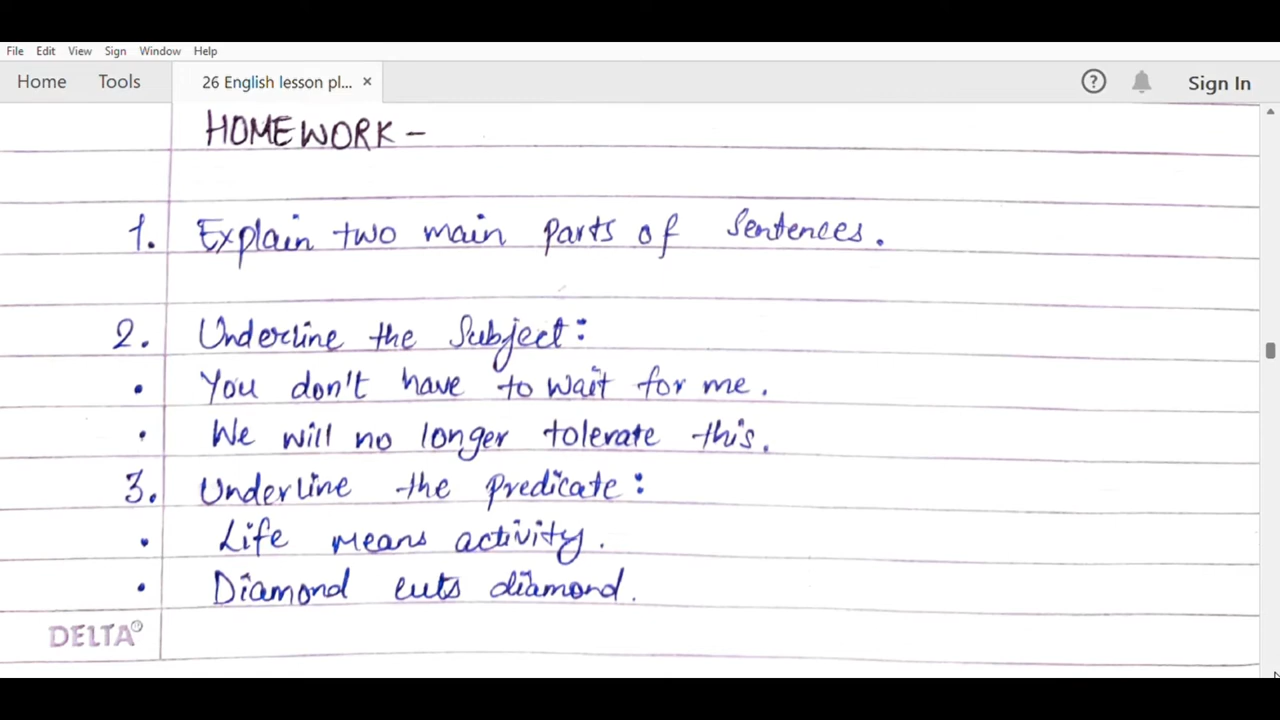 File Edit View Sign Window Help
Home Tools 26 English lesson pl... × ? Sign In
HOMEWORK -
1. Explain two main parts of Sentences.
2. Underline the Subject:
• You don't have to wait for me.
• We will no longer tolerate this.
3. Underline the predicate:
• Life means activity.
• Diamond cuts diamond.
DELTA